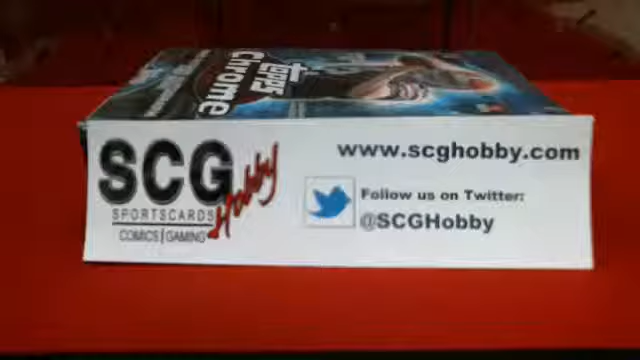 topps
Chrome
SCG
Hobby
SPORTSCARDS
COMICS | GAMING
www.scghobby.com
Follow us on Twitter:
@SCGHobby